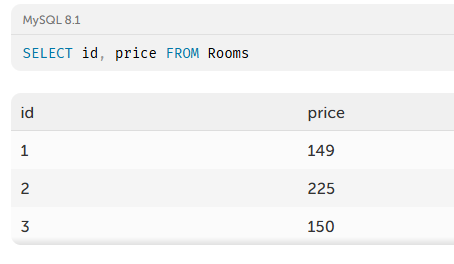 MySQL 8.1
SELECT id, price FROM Rooms
id price
1 149
2 225
3 150